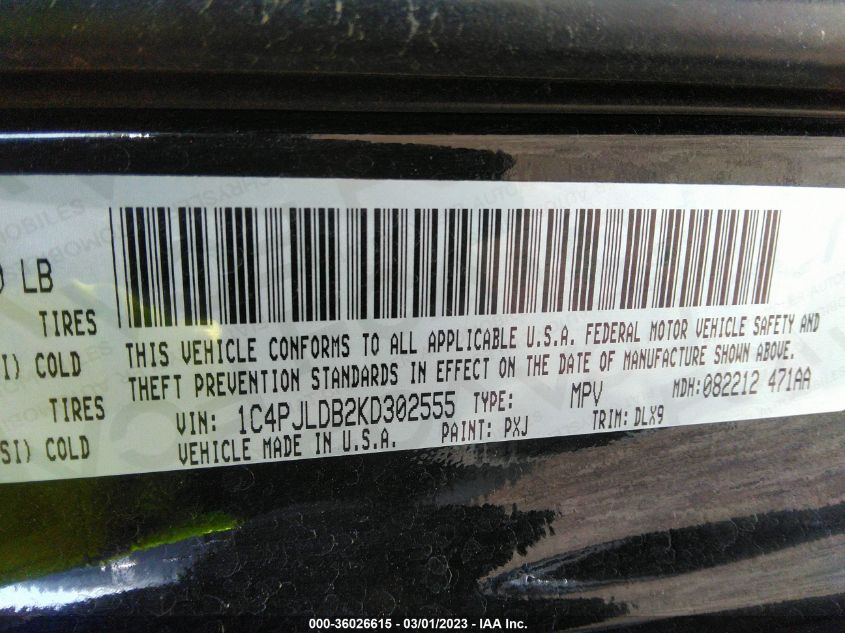 ) LB
TIRES
I) COLD
TIRES
SI) COLD
THIS VEHICLE CONFORMS TO ALL APPLICABLE U.S.A. FEDERAL MOTOR VEHICLE SAFETY AND
THEFT PREVENTION STANDARDS IN EFFECT ON THE DATE OF MANUFACTURE SHOWN ABOVE.
VIN: 1C4PJLDB2KD302555 TYPE: MPV MDH: 082212 471AA
VEHICLE MADE IN U.S.A. PAINT: PXJ TRIM: DLX9
000-36026615 - 03/01/2023 - IAA Inc.